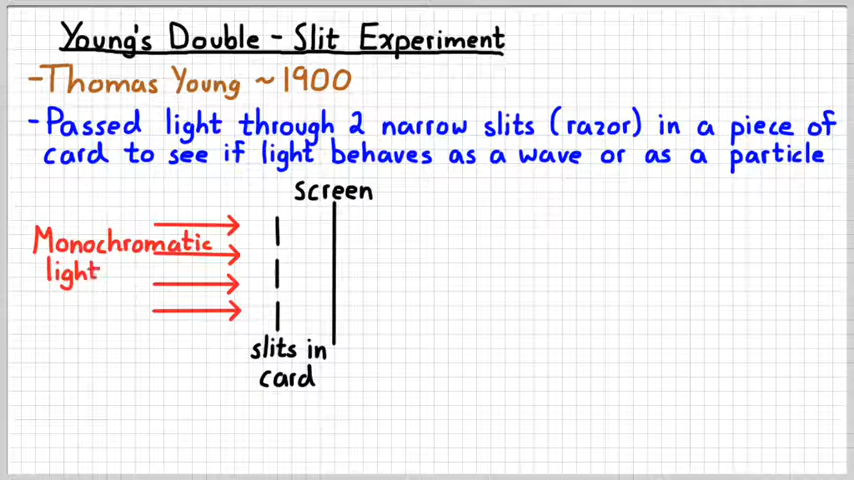 Young's Double - Slit Experiment
-Thomas Young ~1900
-Passed light through 2 narrow slits (razor) in a piece of
card to see if light behaves as a wave or as a particle
Screen
Monochromatic
light
slits in
card